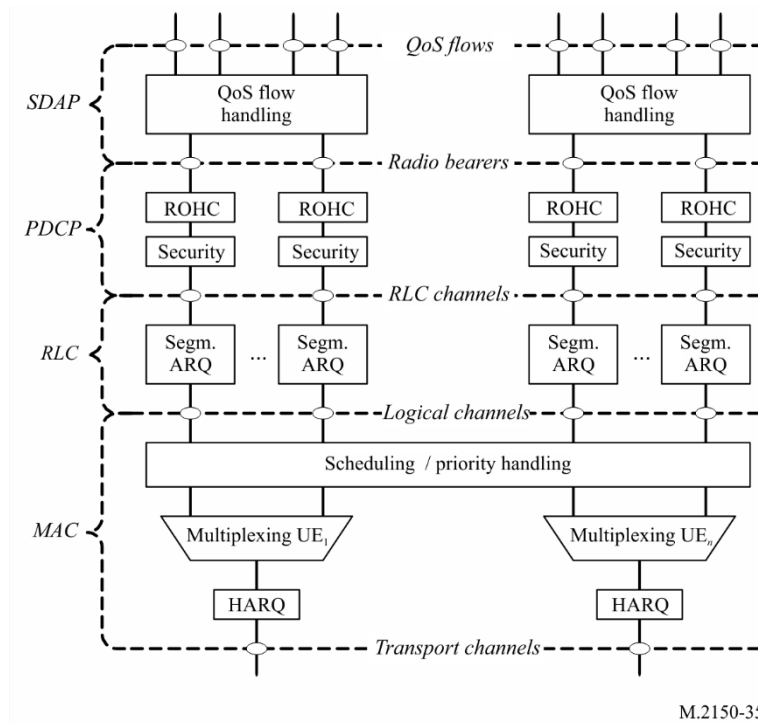 QoS flows
SDAP
QoS flow
handling
QoS flow
handling
Radio bearers
PDCP
ROHC
ROHC
ROHC
ROHC
Security
Security
Security
Security
RLC channels
RLC
Segm.
ARQ
...
Segm.
ARQ
Segm.
ARQ
...
Segm.
ARQ
Logical channels
Scheduling / priority handling
MAC
Multiplexing UE1
Multiplexing UEn
HARQ
HARQ
Transport channels
M.2150-35